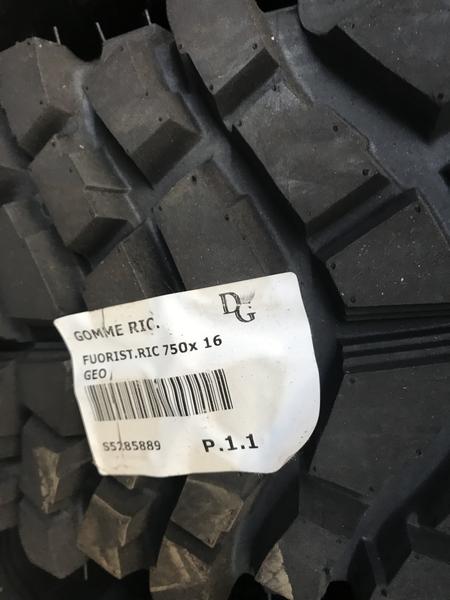 DG
GOMME RIC.
FUORIST.RIC 750x 16
GEO
S5285889
P.1.1